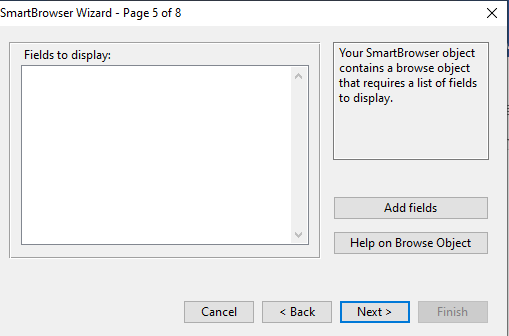 SmartBrowser Wizard - Page 5 of 8
Fields to display:
Your SmartBrowser object
contains a browse object
that requires a list of fields
to display.
Add fields
Help on Browse Object
Cancel
< Back
Next >
Finish